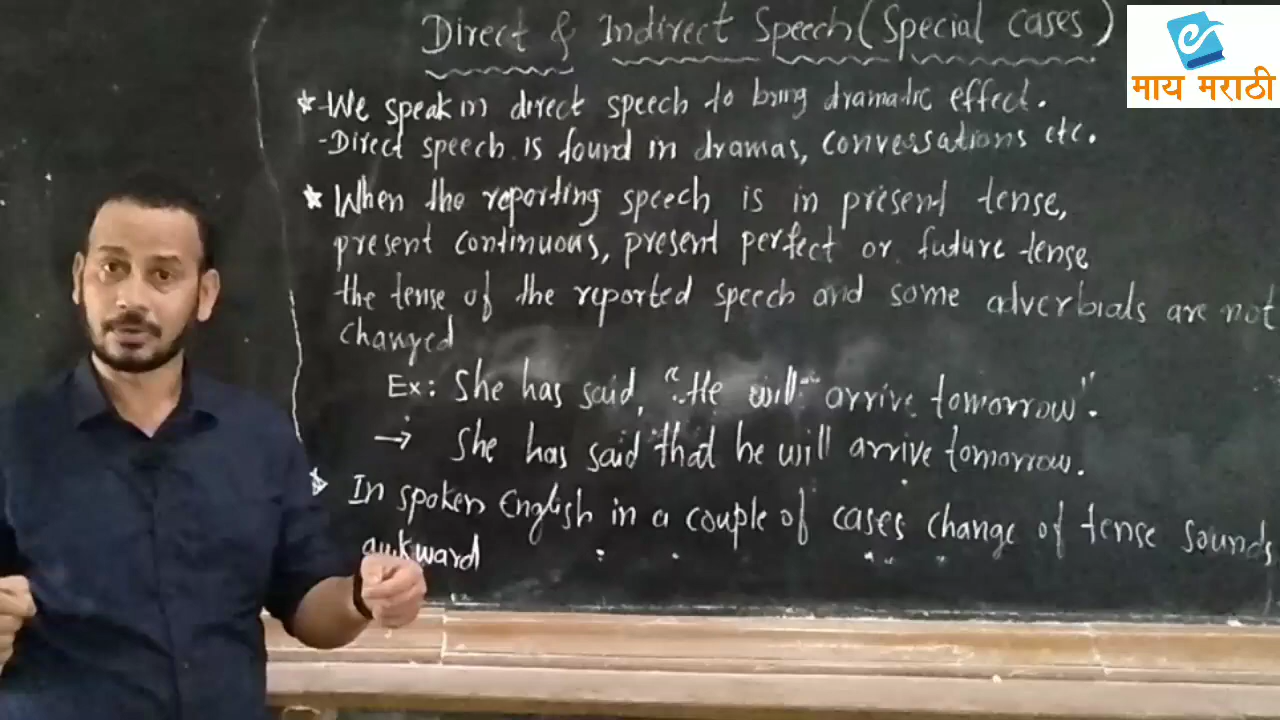 Direct & Indirect Speech (Special cases)
माय मराठी
★ -We speak in direct speech to bring dramatic effect.
-Direct speech is found in dramas, conversations etc.
★ When the reporting speech is in present tense,
present continuous, present perfect or future tense
the tense of the reported speech and some adverbials are not
changed
Ex: She has said, "He will arrive tomorrow".
→ She has said that he will arrive tomorrow.
★ In spoken English in a couple of cases change of tense sounds
awkward